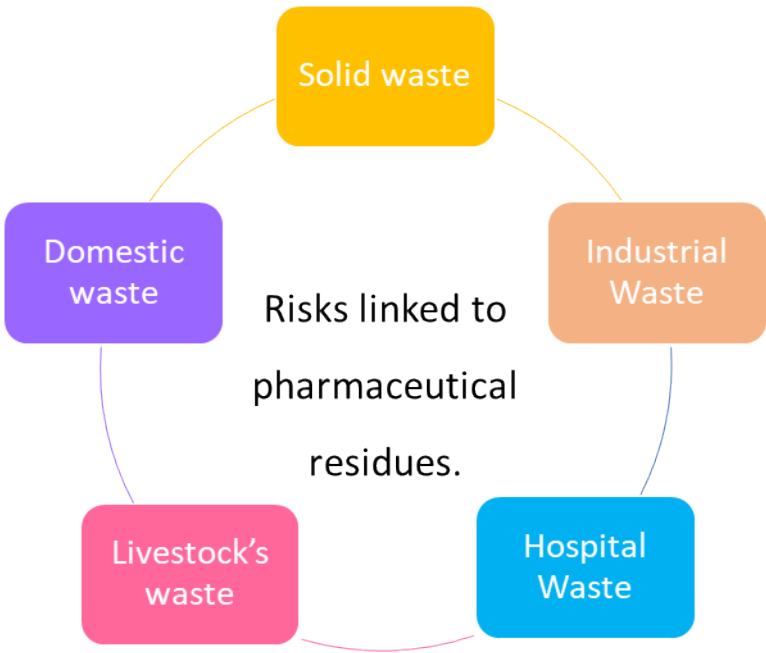 Solid waste
Domestic
waste
Industrial
Waste
Risks linked to
pharmaceutical
residues.
Livestock’s
waste
Hospital
Waste